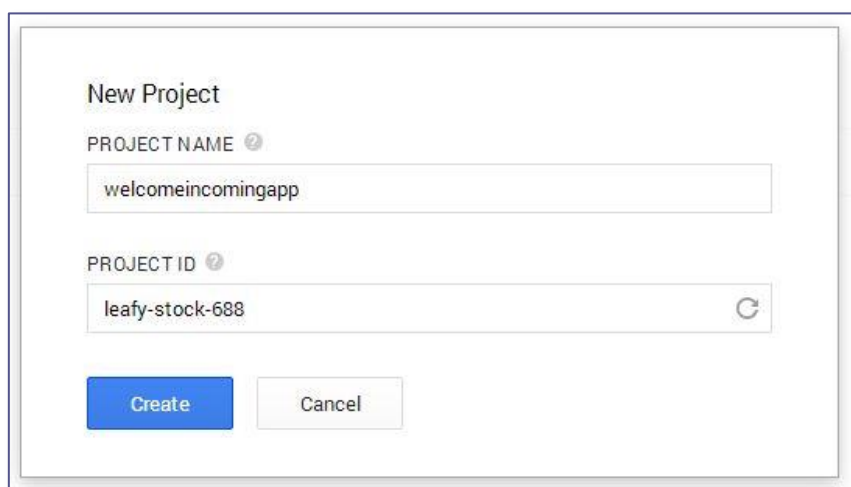 New Project
PROJECT NAME
welcomeincomingapp
PROJECT ID
leafy-stock-688
Create
Cancel